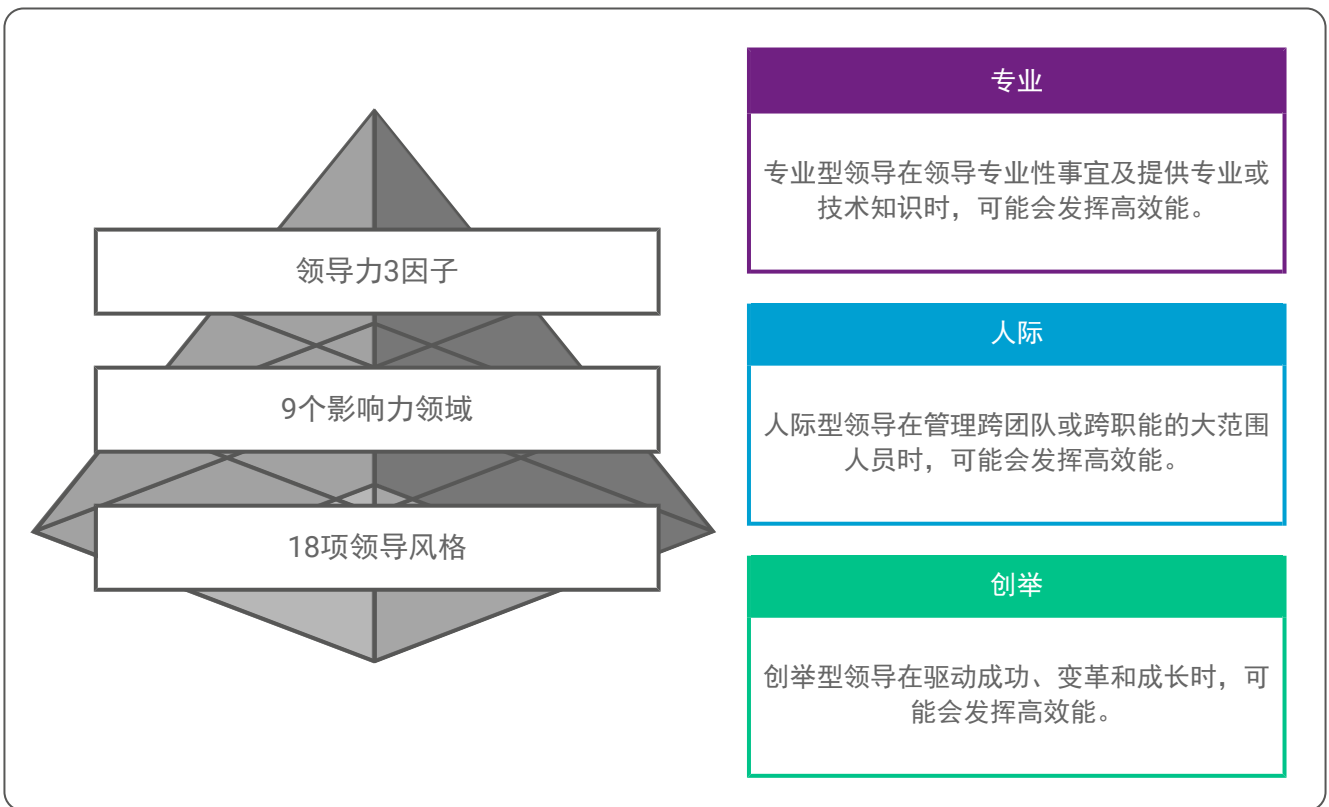 领导力3因子
9个影响力领域
18项领导风格
专业
专业型领导在领导专业性事宜及提供专业或
技术知识时，可能会发挥高效能。
人际
人际型领导在管理跨团队或跨职能的大范围
人员时，可能会发挥高效能。
创举
创举型领导在驱动成功、变革和成长时，可
能会发挥高效能。